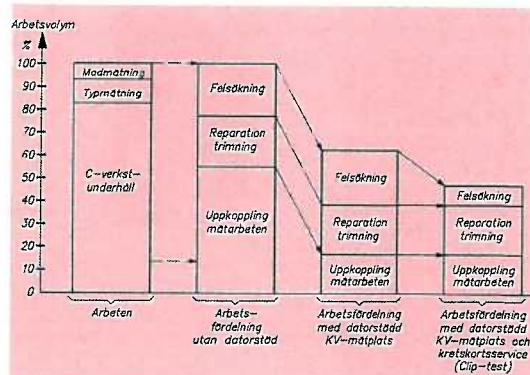 Arbetsvolym
%
100
90
80
70
60
50
40
30
20
10
0
Modmätning
Typmätning
C-verkst-
underhåll
Felsökning
Reparation
trimning
Uppkoppling
mätarbeten
Felsökning
Reparation
trimning
Uppkoppling
mätarbeten
Felsökning
Reparation
trimning
Uppkoppling
mätarbeten
Arbeten
Arbets-
fördelning
utan datorstöd
Arbetsfördelning
med datorstödd
KV-mätplats
Arbetsfördelning
med datorstödd
KV-mätplats och
kretskortsservice
(Clip-test)